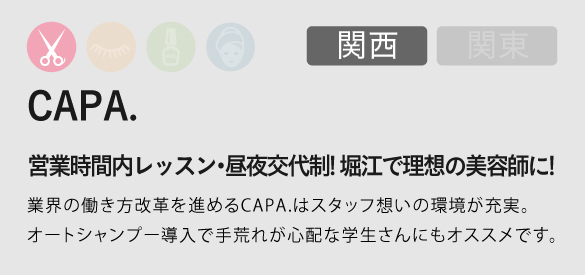 関西 関東
CAPA.
営業時間内レッスン・昼夜交代制! 堀江で理想の美容師に!
業界の働き方改革を進めるCAPA.はスタッフ想いの環境が充実。
オートシャンプー導入で手荒れが心配な学生さんにもオススメです。